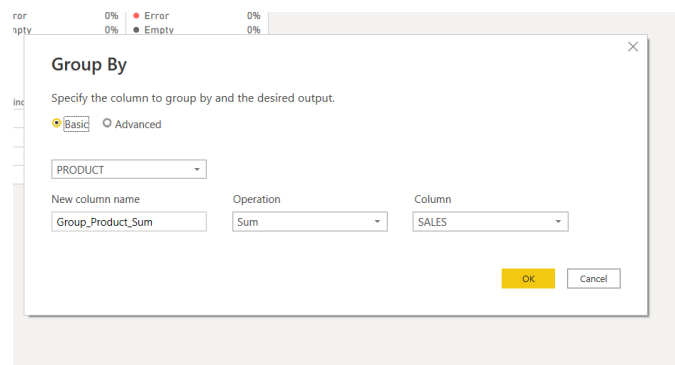 0% Error 0%
0% Empty 0%
Group By
Specify the column to group by and the desired output.
Basic Advanced
PRODUCT
New column name Operation Column
Group_Product_Sum Sum SALES
OK Cancel